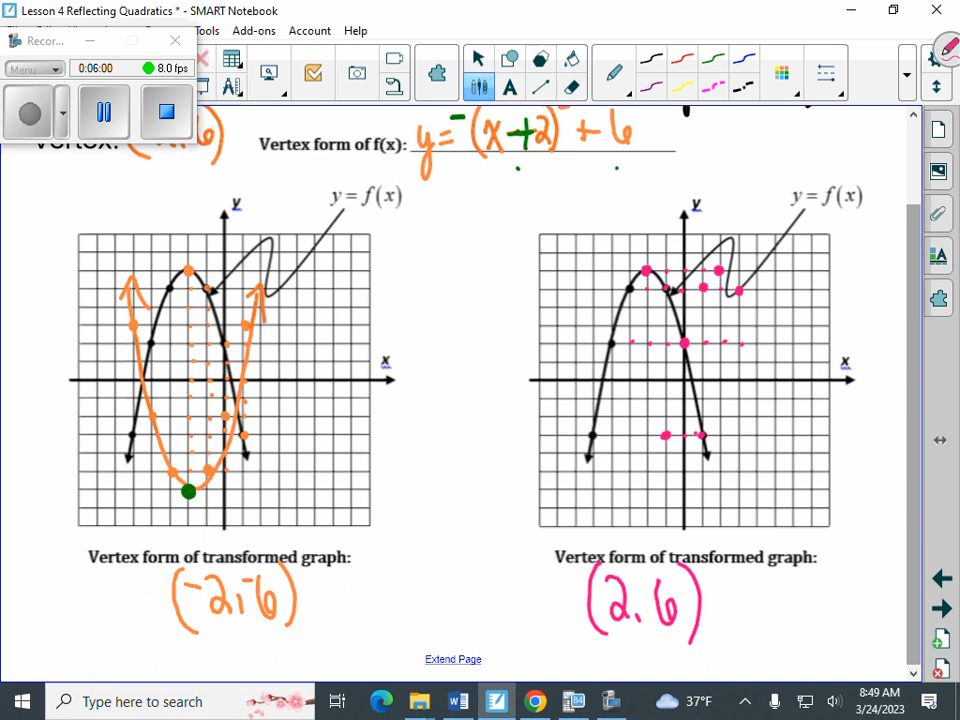 Lesson 4 Reflecting Quadratics * - SMART Notebook
Tools Add-ons Account Help
Recor...
Menu 0:06:00 8.0 fps
Vertex form of f(x): y = -(x + 2)² + 6
y y = f(x)
x
y y = f(x)
x
Vertex form of transformed graph:
(-2, -6)
Vertex form of transformed graph:
(2, 6)
Extend Page
Type here to search
37°F
8:49 AM
3/24/2023